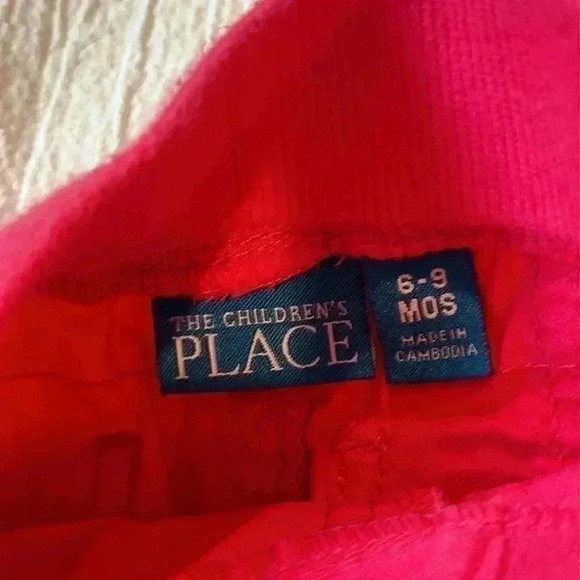 THE CHILDREN'S
PLACE
6-9
MOS
MADE IN
CAMBODIA